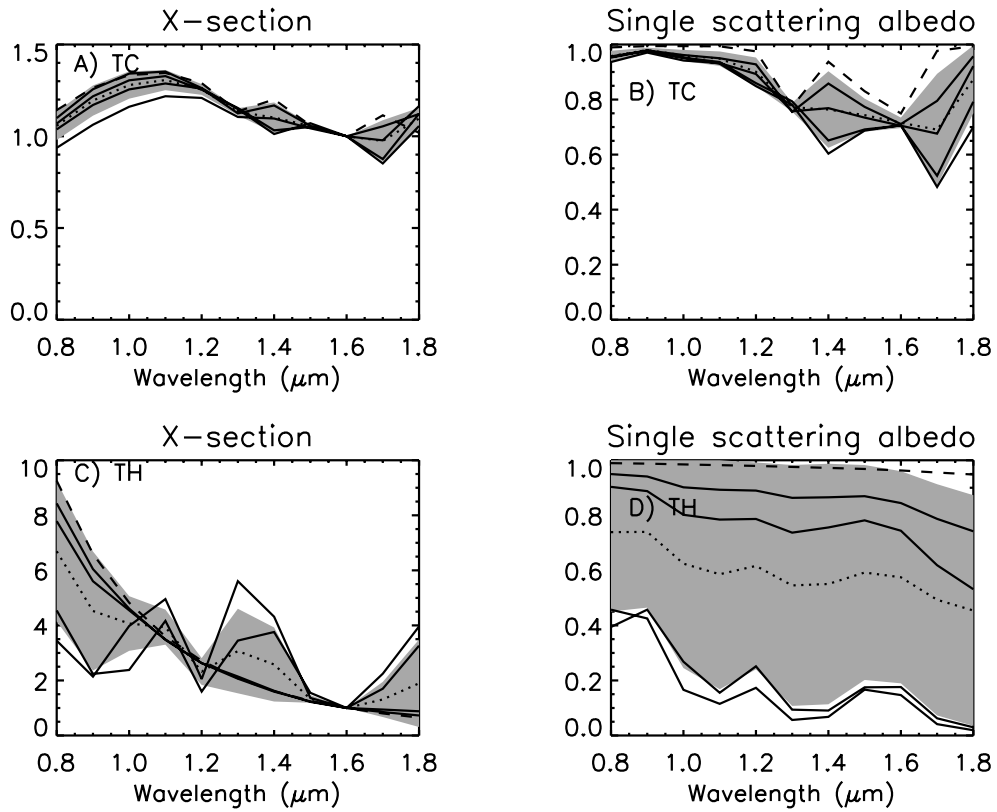 X-section
Single scattering albedo
A) TC
1.5
1.0
0.5
0.0
0.8 1.0 1.2 1.4 1.6 1.8
Wavelength (μm)
B) TC
1.0
0.8
0.6
0.4
0.2
0.0
0.8 1.0 1.2 1.4 1.6 1.8
Wavelength (μm)
X-section
Single scattering albedo
C) TH
10
8
6
4
2
0
0.8 1.0 1.2 1.4 1.6 1.8
Wavelength (μm)
D) TH
1.0
0.8
0.6
0.4
0.2
0.0
0.8 1.0 1.2 1.4 1.6 1.8
Wavelength (μm)